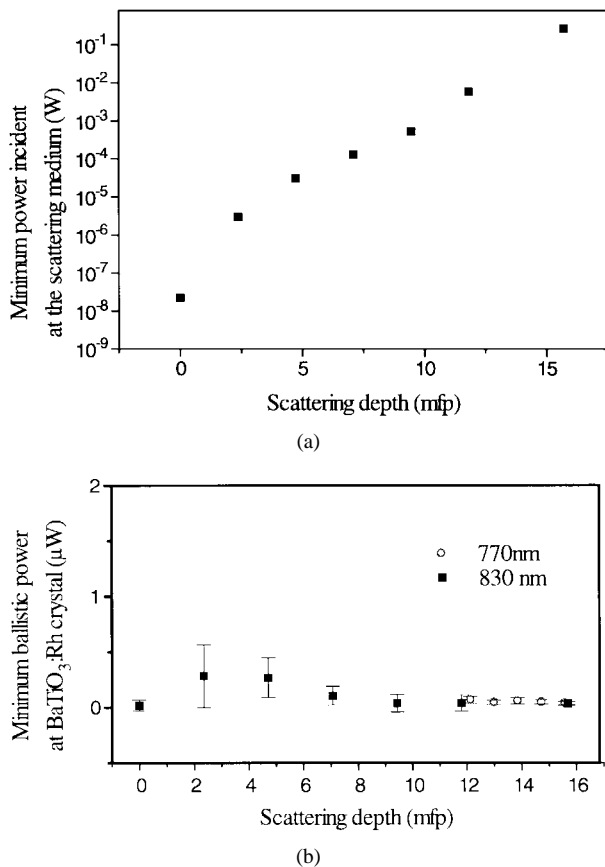 10⁻¹
10⁻²
10⁻³
10⁻⁴
10⁻⁵
10⁻⁶
10⁻⁷
10⁻⁸
10⁻⁹
Minimum power incident
at the scattering medium (W)
0 5 10 15
Scattering depth (mfp)
(a)
2
1
0
Minimum ballistic power
at BaTiO₃:Rh crystal (μW)
770nm
830 nm
0 2 4 6 8 10 12 14 16
Scattering depth (mfp)
(b)